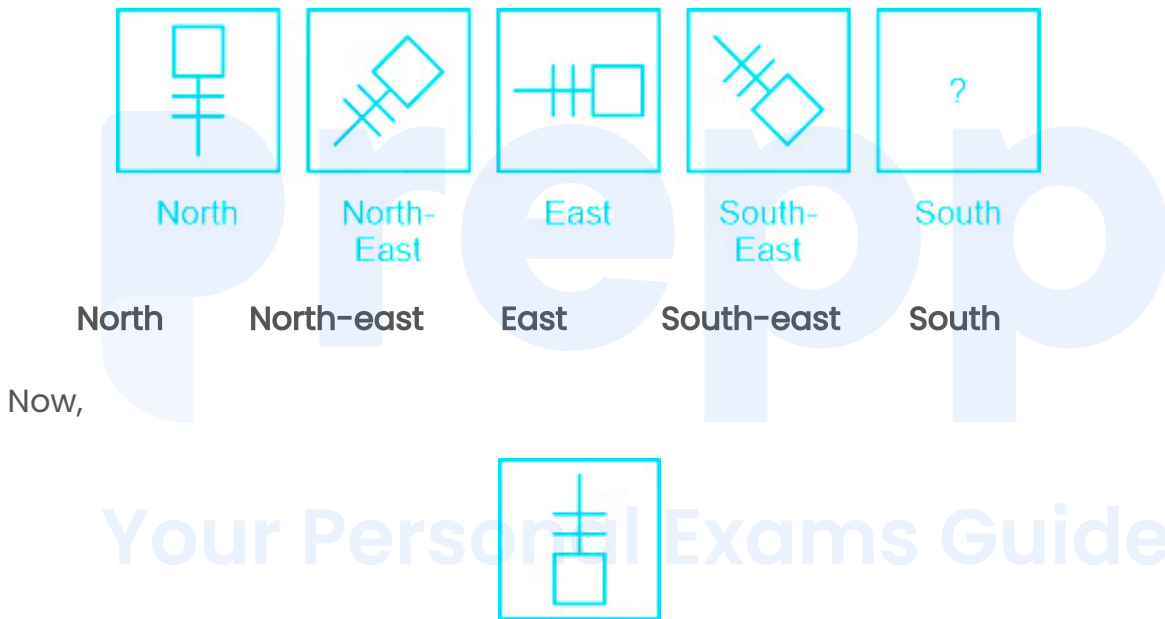 ?
North North-East East South-East South
North North-east East South-east South
Now,
Prepp
Your Personal Exams Guide